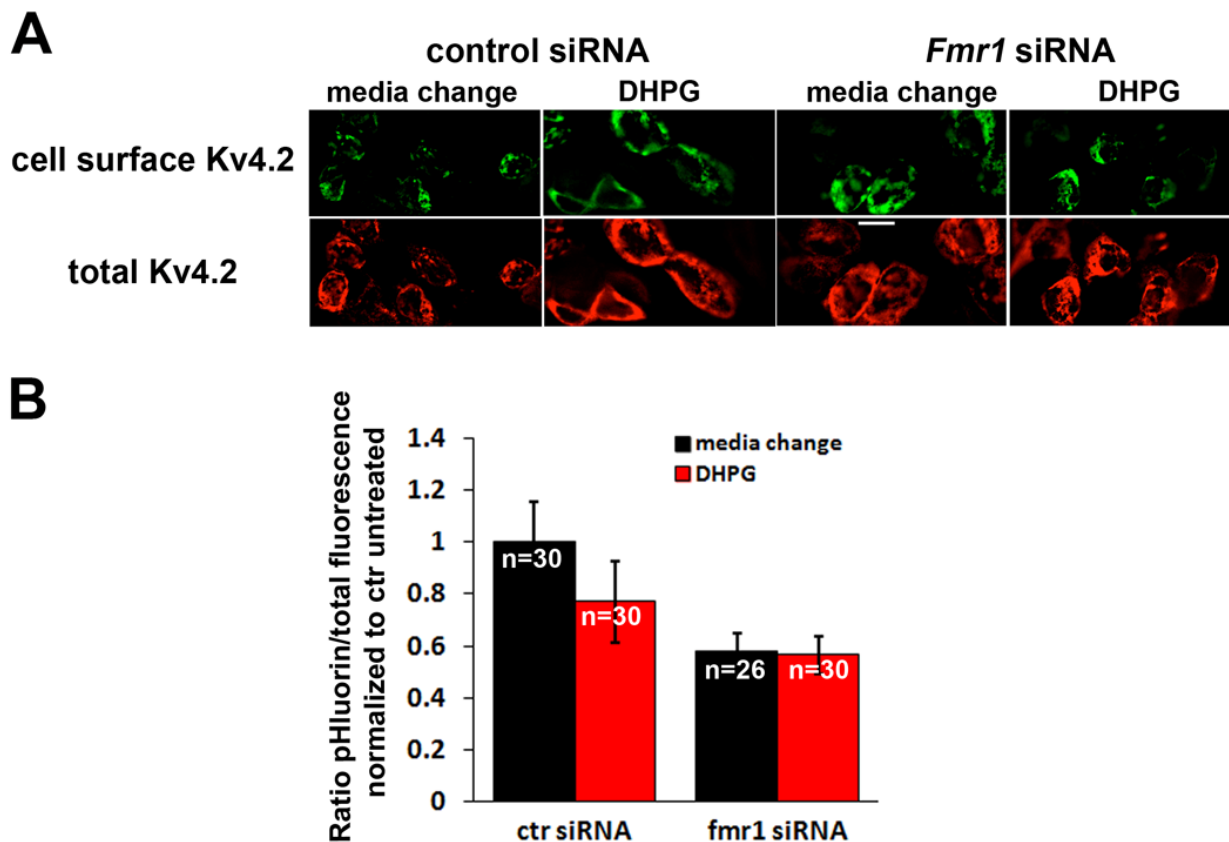 A
control siRNA
Fmr1 siRNA
media change
DHPG
media change
DHPG
cell surface Kv4.2
total Kv4.2
B
Ratio pHluorin/total fluorescence
normalized to ctr untreated
1.4
1.2
1
0.8
0.6
0.4
0.2
0
media change
DHPG
n=30
n=30
n=26
n=30
ctr siRNA
fmr1 siRNA